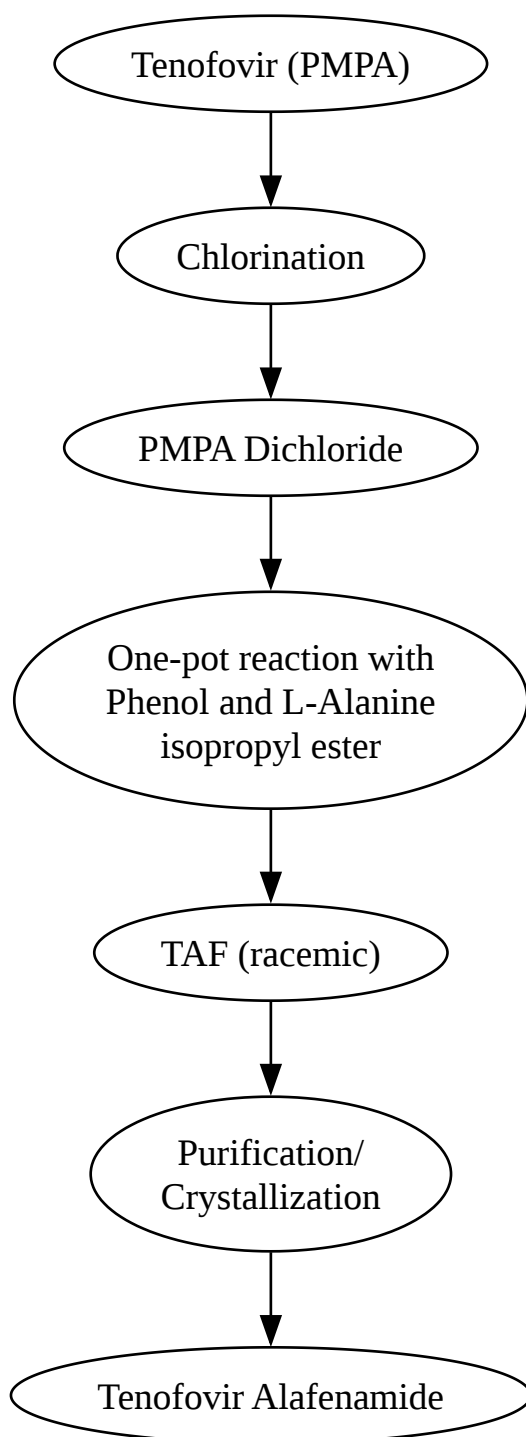 Tenofovir (PMPA)
Chlorination
PMPA Dichloride
One-pot reaction with
Phenol and L-Alanine
isopropyl ester
TAF (racemic)
Purification/
Crystallization
Tenofovir Alafenamide